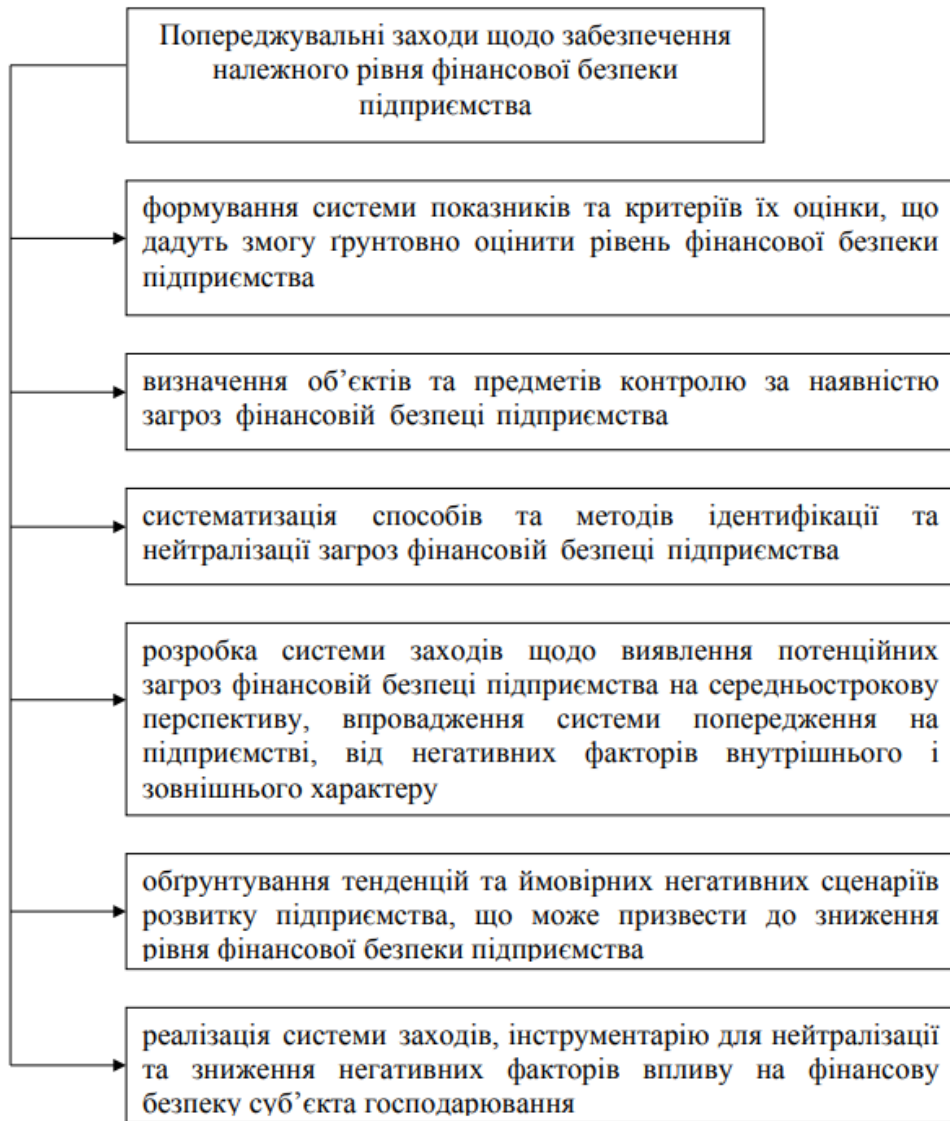 Попереджувальні заходи щодо забезпечення
належного рівня фінансової безпеки
підприємства
формування системи показників та критеріїв їх оцінки, що
дадуть змогу ґрунтовно оцінити рівень фінансової безпеки
підприємства
визначення об’єктів та предметів контролю за наявністю
загроз фінансовій безпеці підприємства
систематизація способів та методів ідентифікації та
нейтралізації загроз фінансовій безпеці підприємства
розробка системи заходів щодо виявлення потенційних
загроз фінансовій безпеці підприємства на середньострокову
перспективу, впровадження системи попередження на
підприємстві, від негативних факторів внутрішнього і
зовнішнього характеру
обґрунтування тенденцій та ймовірних негативних сценаріїв
розвитку підприємства, що може призвести до зниження
рівня фінансової безпеки підприємства
реалізація системи заходів, інструментарію для нейтралізації
та зниження негативних факторів впливу на фінансову
безпеку суб’єкта господарювання